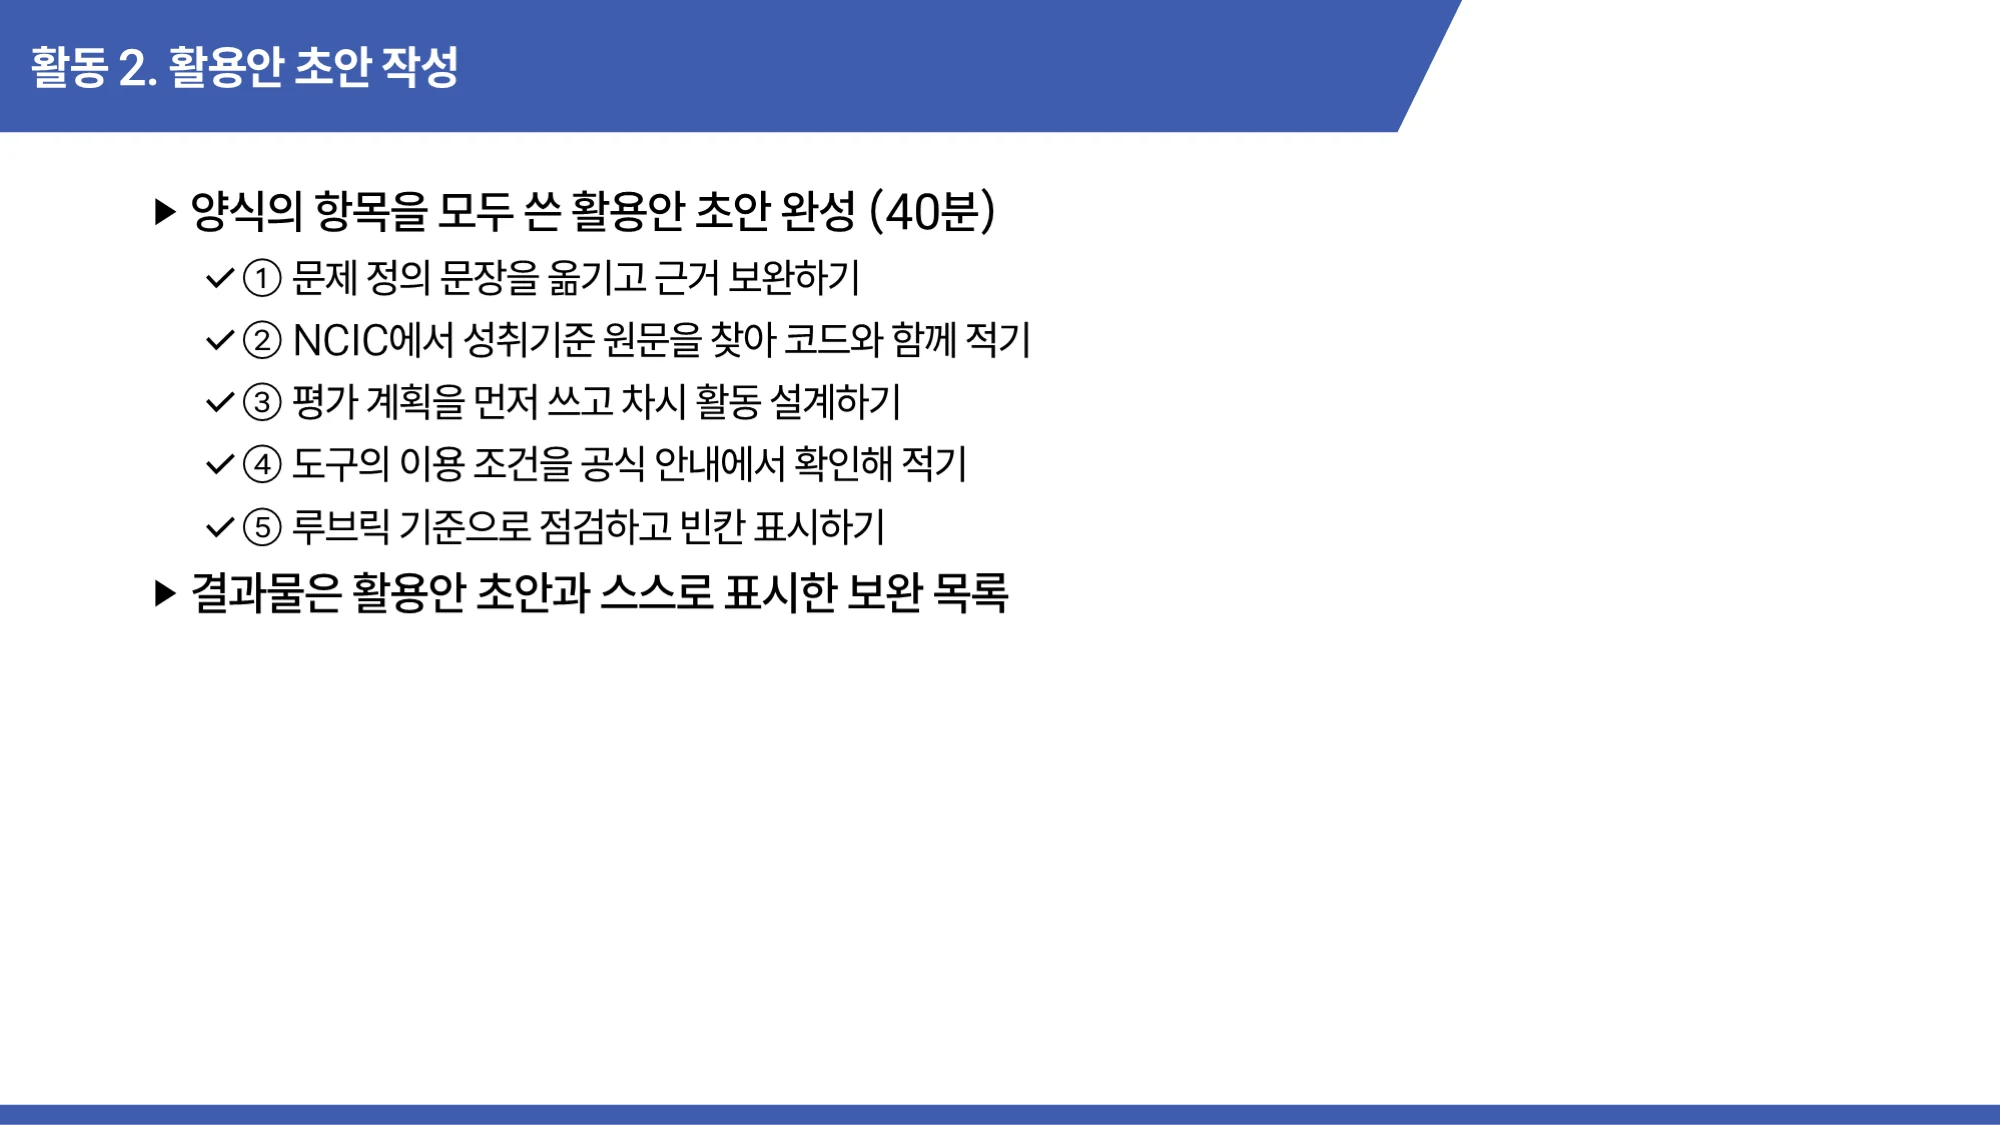 활동 2. 활용안 초안 작성
▶ 양식의 항목을 모두 쓴 활용안 초안 완성 (40분)
✓ ① 문제 정의 문장을 옮기고 근거 보완하기
✓ ② NCIC에서 성취기준 원문을 찾아 코드와 함께 적기
✓ ③ 평가 계획을 먼저 쓰고 차시 활동 설계하기
✓ ④ 도구의 이용 조건을 공식 안내에서 확인해 적기
✓ ⑤ 루브릭 기준으로 점검하고 빈칸 표시하기
▶ 결과물은 활용안 초안과 스스로 표시한 보완 목록